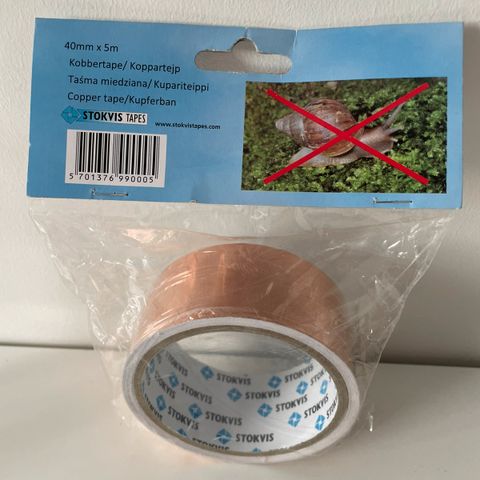 40mm x 5m
Kobbertape/ Koppartejp
Taśma miedziana/ Kupariteippi
Copper tape/Kupferban
STOKVIS TAPES www.stokvistapes.com
5 701376 990005
STOKVIS
STOKVIS
STOKVIS
STOKVIS
STOKVIS
STOKVIS
STOKVIS
STOKVIS